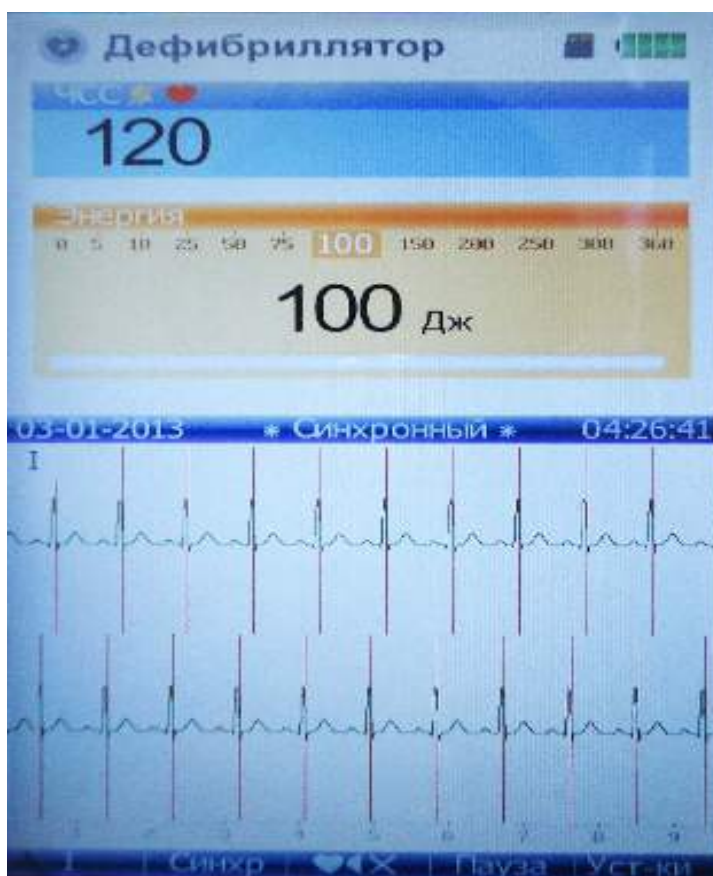 Дефибриллятор
ЧСС
120
Энергия
0 5 10 25 50 75 100 150 200 250 300 360
100 Дж
03-01-2013 * Синхронный * 04:26:41
I
1 2 3 4 5 6 7 8 9
I Синхр Пауза Уст-ки